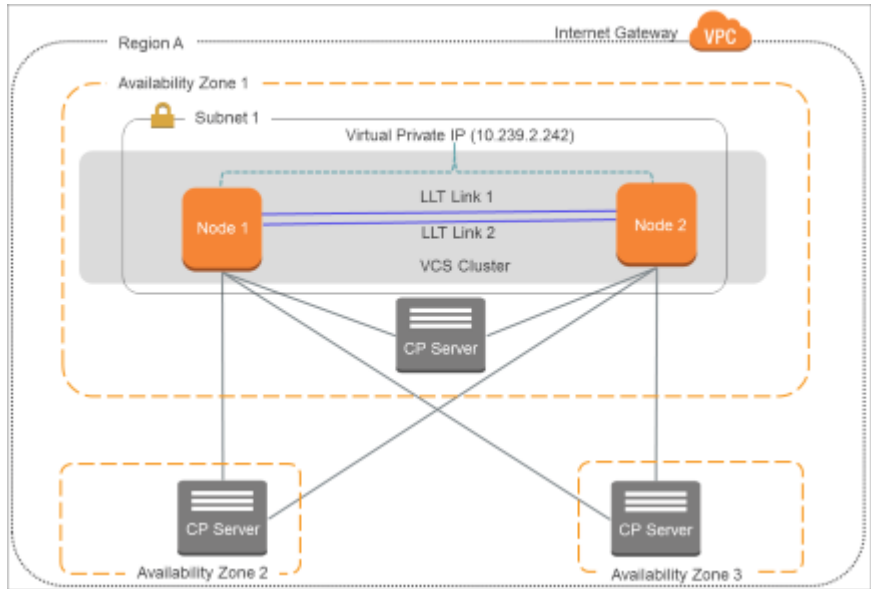 Internet Gateway
VPC
Region A
Availability Zone 1
Subnet 1
Virtual Private IP (10.239.2.242)
LLT Link 1
Node 1
Node 2
LLT Link 2
VCS Cluster
CP Server
CP Server
CP Server
Availability Zone 2
Availability Zone 3